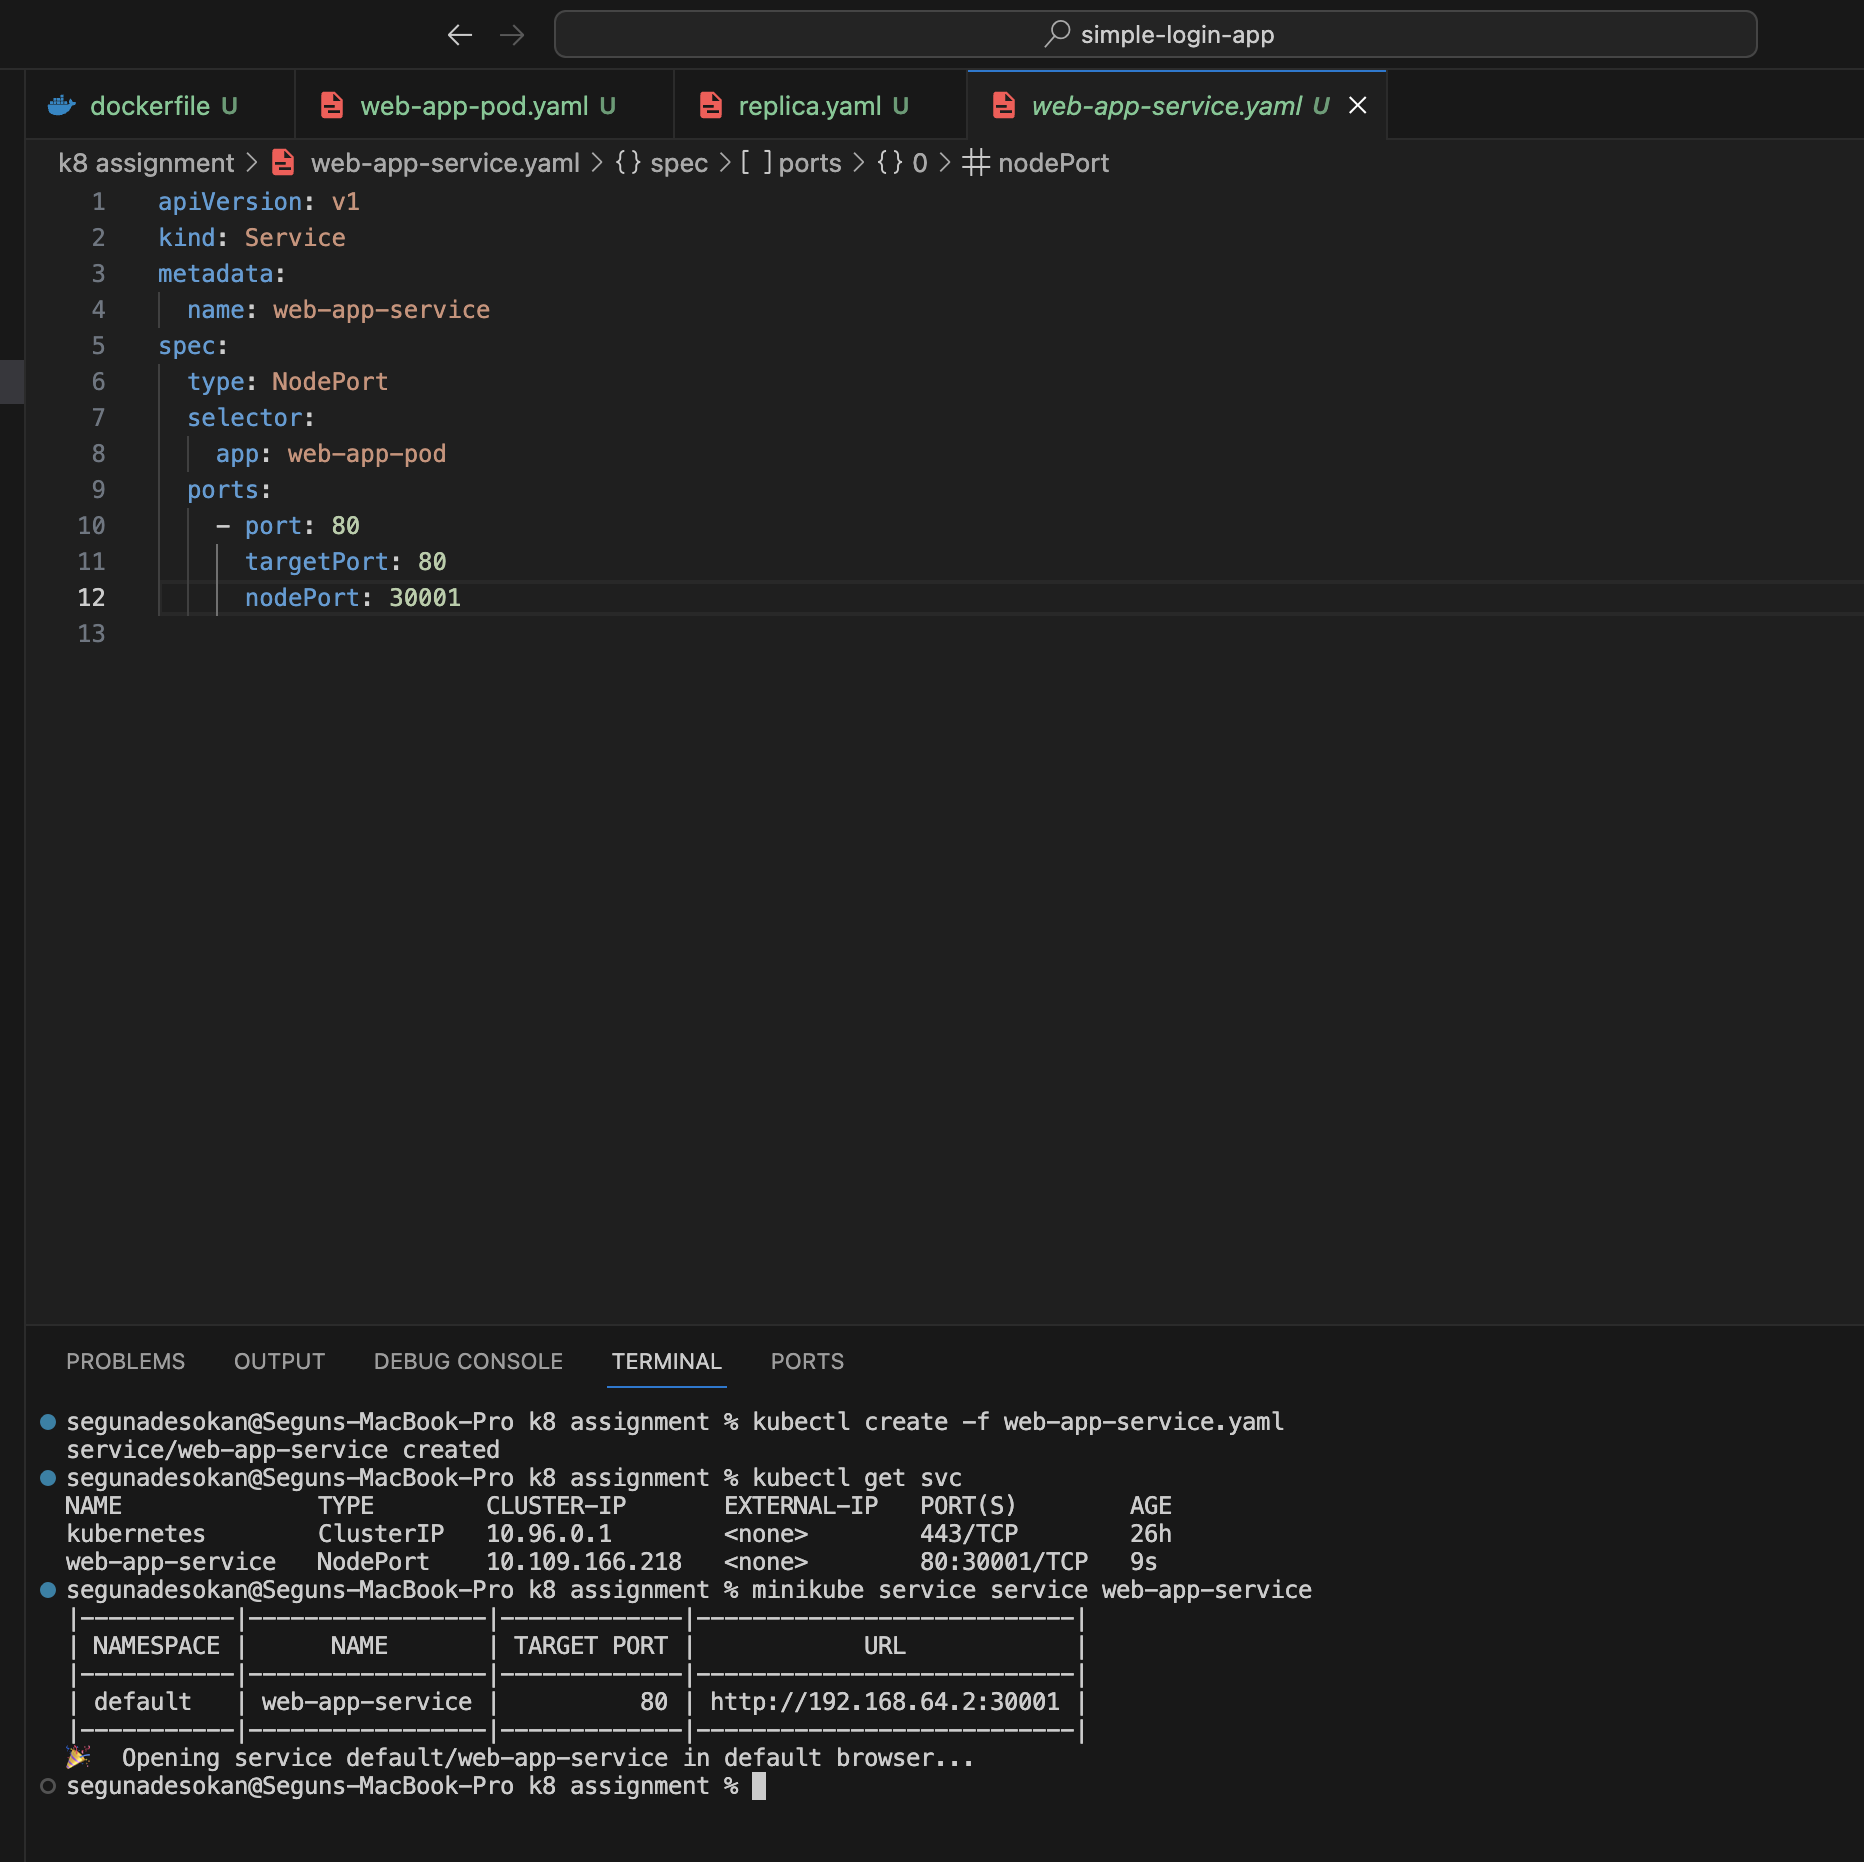 simple-login-app
dockerfile U
web-app-pod.yaml U
replica.yaml U
web-app-service.yaml U
k8 assignment > web-app-service.yaml > {} spec > [ ] ports > {} 0 > # nodePort
1 apiVersion: v1
2 kind: Service
3 metadata:
4 name: web-app-service
5 spec:
6 type: NodePort
7 selector:
8 app: web-app-pod
9 ports:
10 - port: 80
11 targetPort: 80
12 nodePort: 30001
13
PROBLEMS OUTPUT DEBUG CONSOLE TERMINAL PORTS
segunadesokan@Seguns-MacBook-Pro k8 assignment % kubectl create -f web-app-service.yaml
service/web-app-service created
segunadesokan@Seguns-MacBook-Pro k8 assignment % kubectl get svc
NAME TYPE CLUSTER-IP EXTERNAL-IP PORT(S) AGE
kubernetes ClusterIP 10.96.0.1 <none> 443/TCP 26h
web-app-service NodePort 10.109.166.218 <none> 80:30001/TCP 9s
segunadesokan@Seguns-MacBook-Pro k8 assignment % minikube service service web-app-service
|-----------|-----------------|-------------|---------------------------|
| NAMESPACE | NAME | TARGET PORT | URL |
|-----------|-----------------|-------------|---------------------------|
| default | web-app-service | 80 | http://192.168.64.2:30001 |
|-----------|-----------------|-------------|---------------------------|
🎉 Opening service default/web-app-service in default browser...
segunadesokan@Seguns-MacBook-Pro k8 assignment %